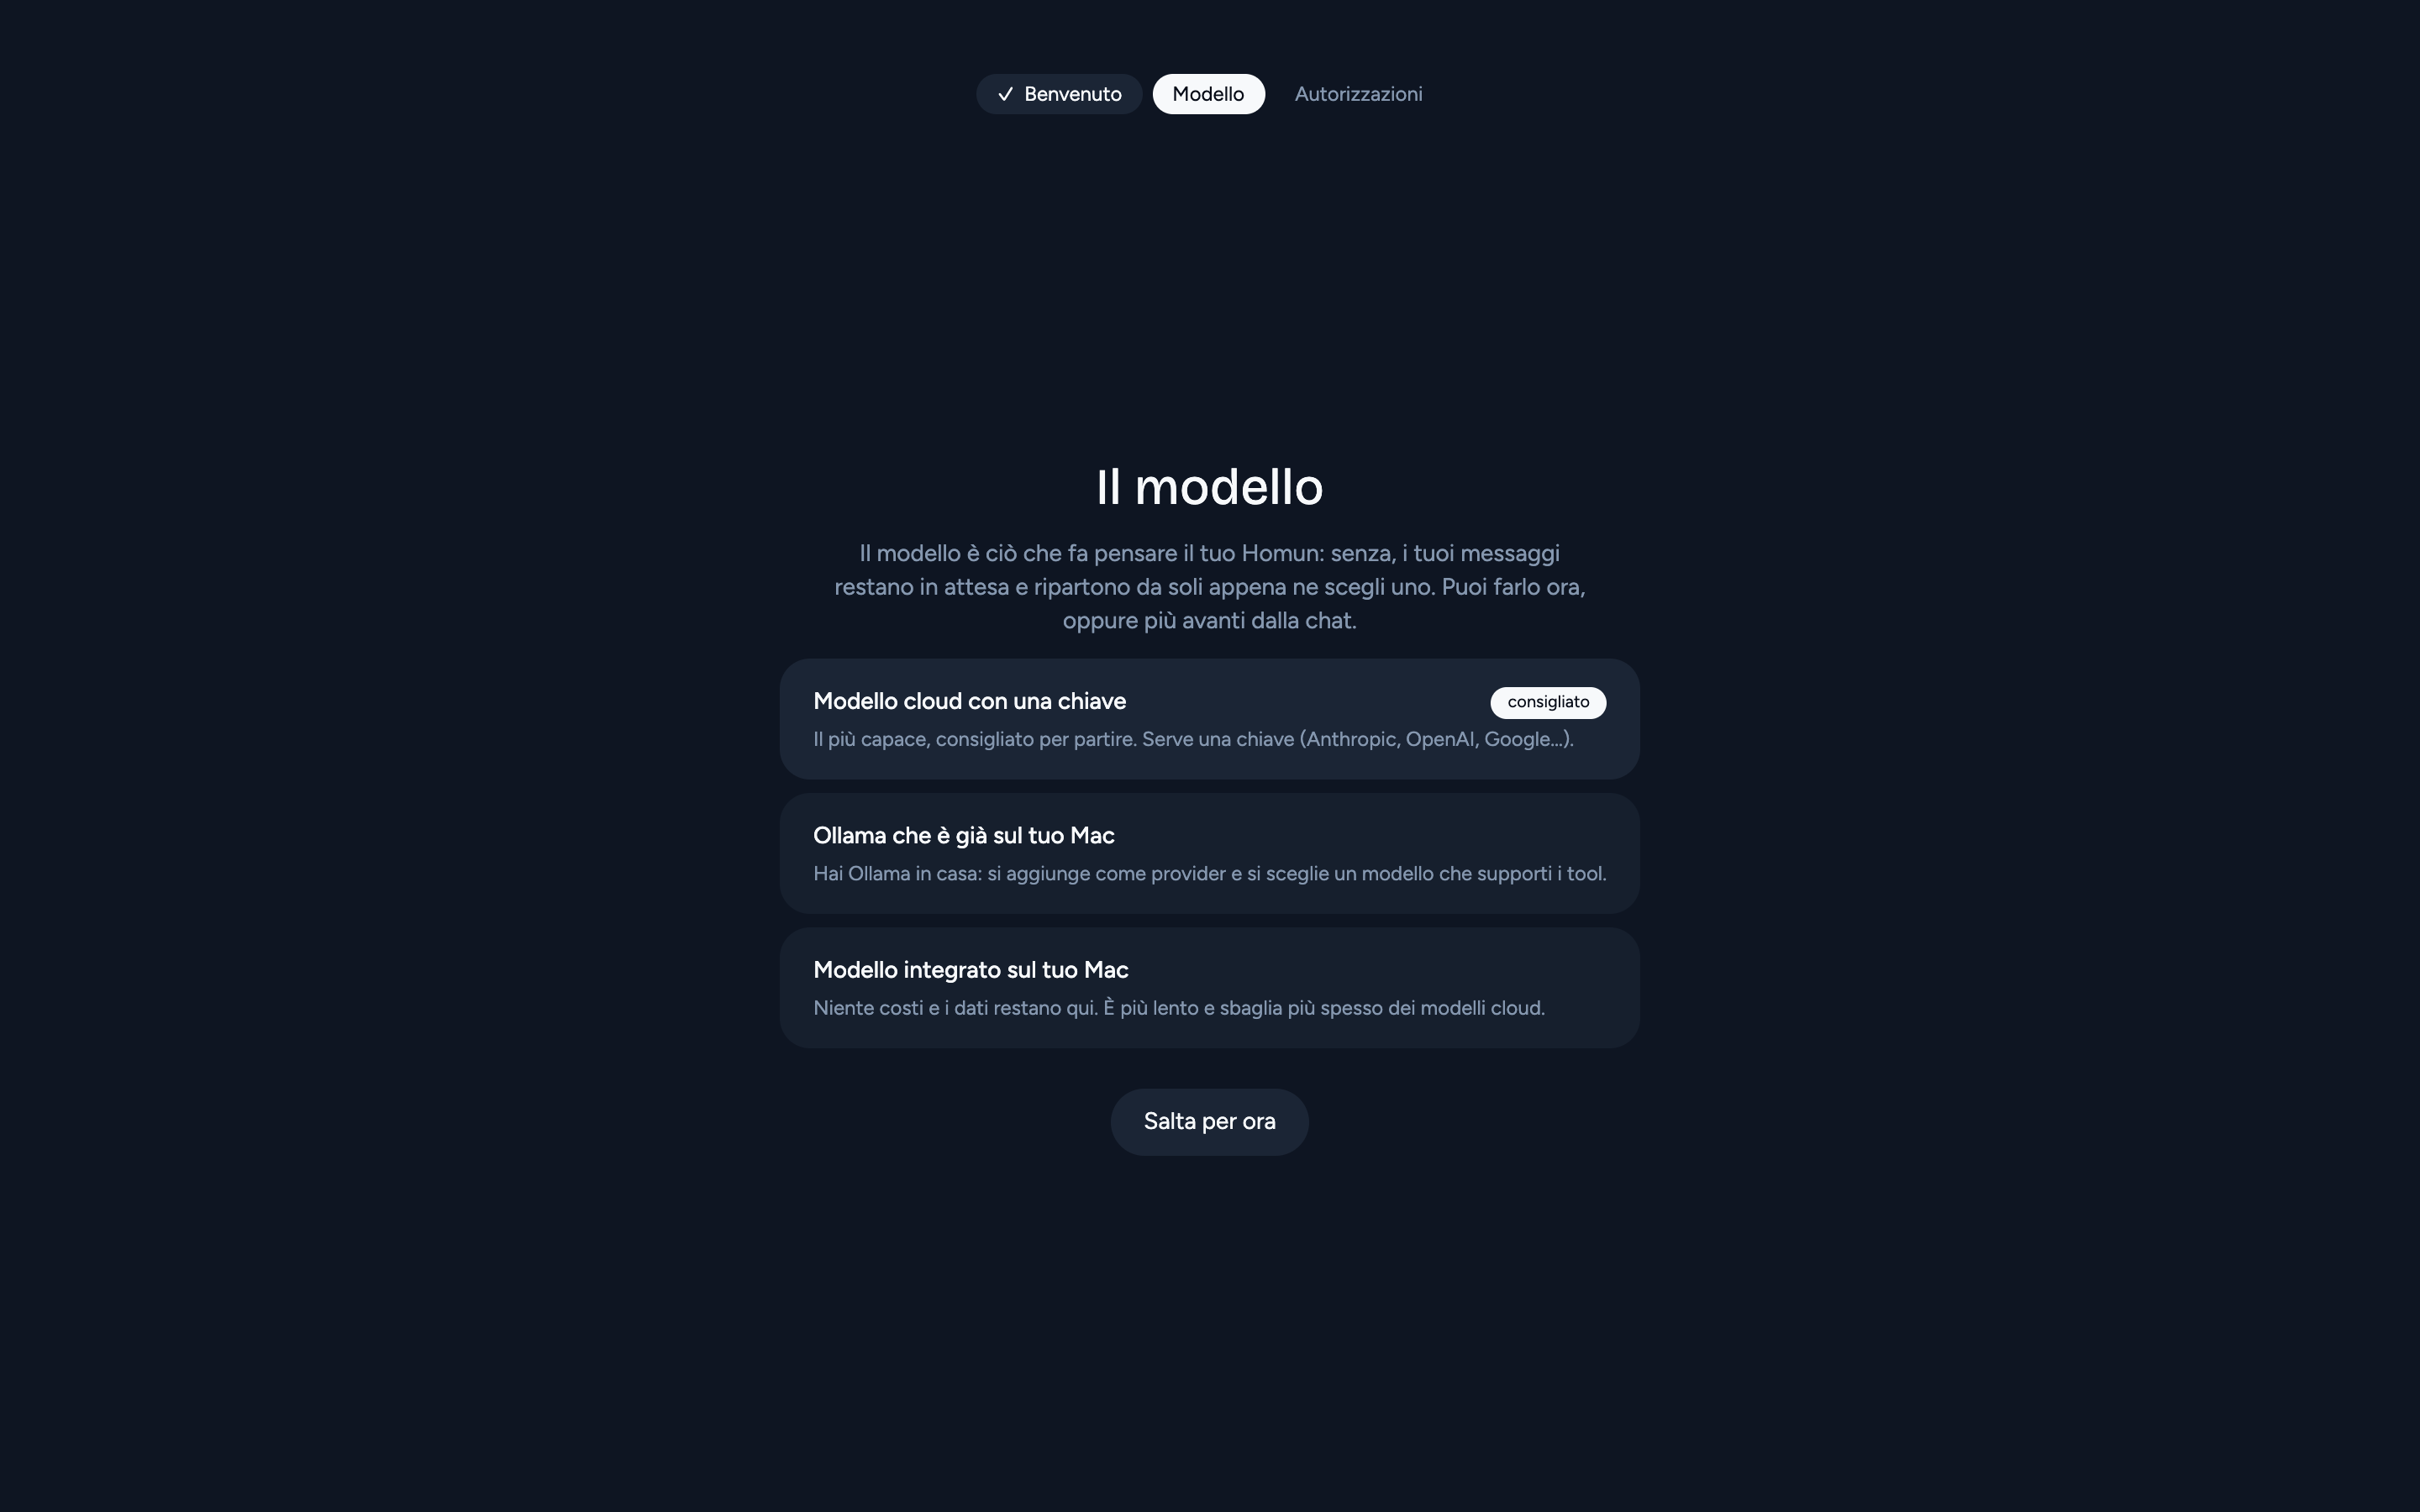 Benvenuto
Modello
Autorizzazioni
Il modello
Il modello è ciò che fa pensare il tuo Homun: senza, i tuoi messaggi
restano in attesa e ripartono da soli appena ne scegli uno. Puoi farlo ora,
oppure più avanti dalla chat.
Modello cloud con una chiave
consigliato
Il più capace, consigliato per partire. Serve una chiave (Anthropic, OpenAI, Google…).
Ollama che è già sul tuo Mac
Hai Ollama in casa: si aggiunge come provider e si sceglie un modello che supporti i tool.
Modello integrato sul tuo Mac
Niente costi e i dati restano qui. È più lento e sbaglia più spesso dei modelli cloud.
Salta per ora